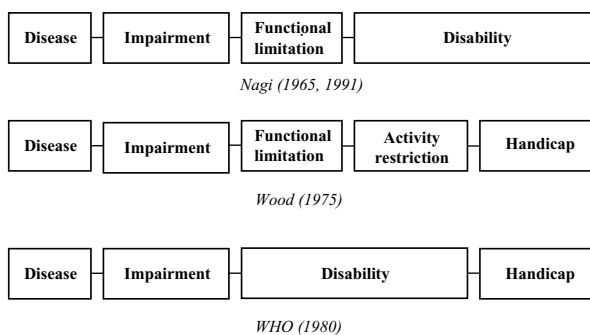 Disease
Impairment
Functional
limitation
Disability
Nagi (1965, 1991)
Disease
Impairment
Functional
limitation
Activity
restriction
Handicap
Wood (1975)
Disease
Impairment
Disability
Handicap
WHO (1980)